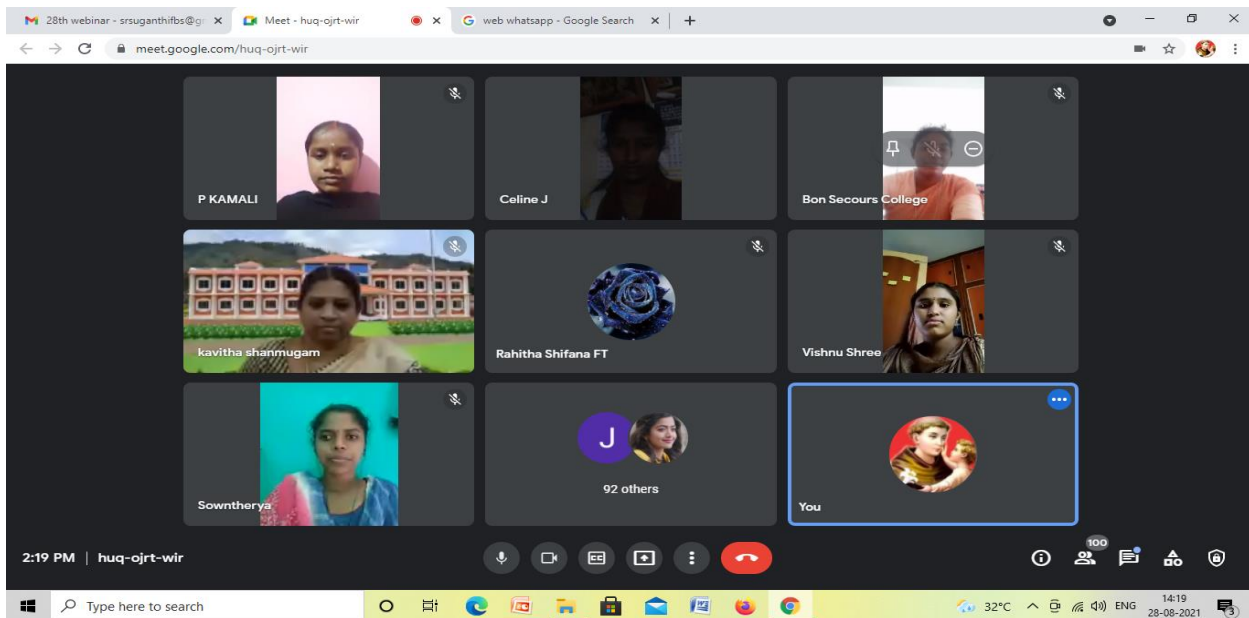 28th webinar - srsuganthifbs@g
Meet - huq-ojrt-wir
web whatsapp - Google Search
meet.google.com/huq-ojrt-wir
P KAMALI
Celine J
Bon Secours College
kavitha shanmugam
Rahitha Shifana FT
Vishnu Shree
Sowntherya
J
92 others
You
2:19 PM | huq-ojrt-wir
CC
100
Type here to search
32°C
ENG
14:19
28-08-2021
3